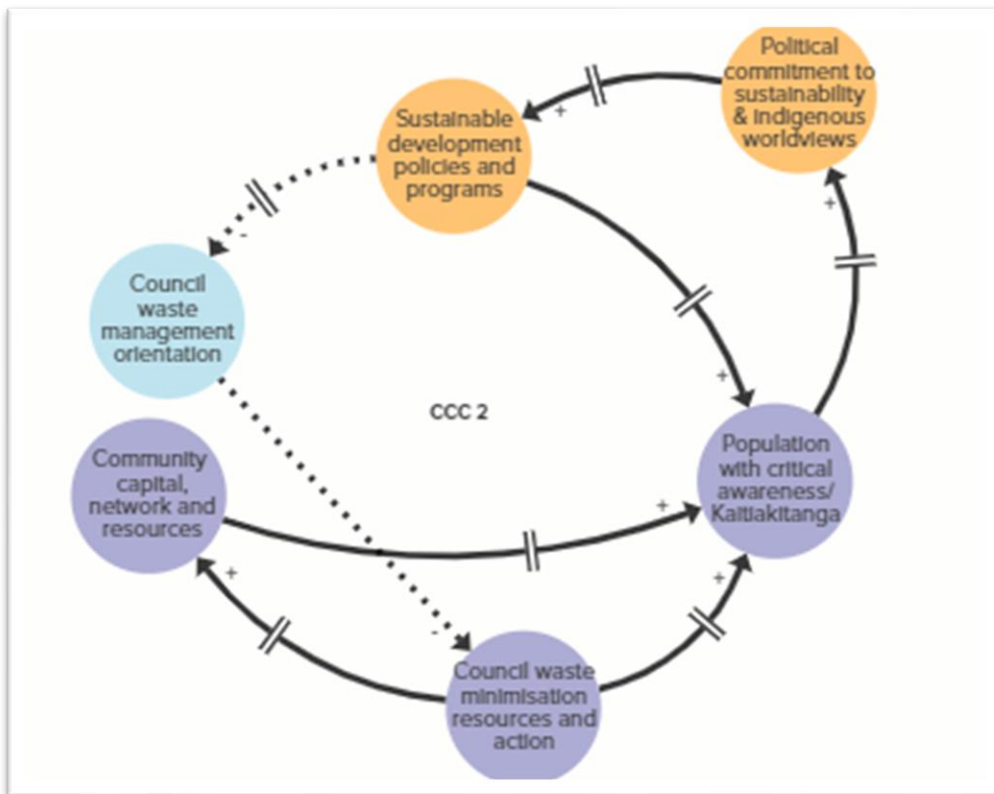 Political
commitment to
sustainability
& indigenous
worldviews
+
Sustainable
development
policies and
programs
-
+
Council
waste
management
orientation
+
CCC 2
Community
capital,
network and
resources
+
Population
with critical
awareness/
Kaitiakitanga
+
+
-
Council waste
minimisation
resources and
action